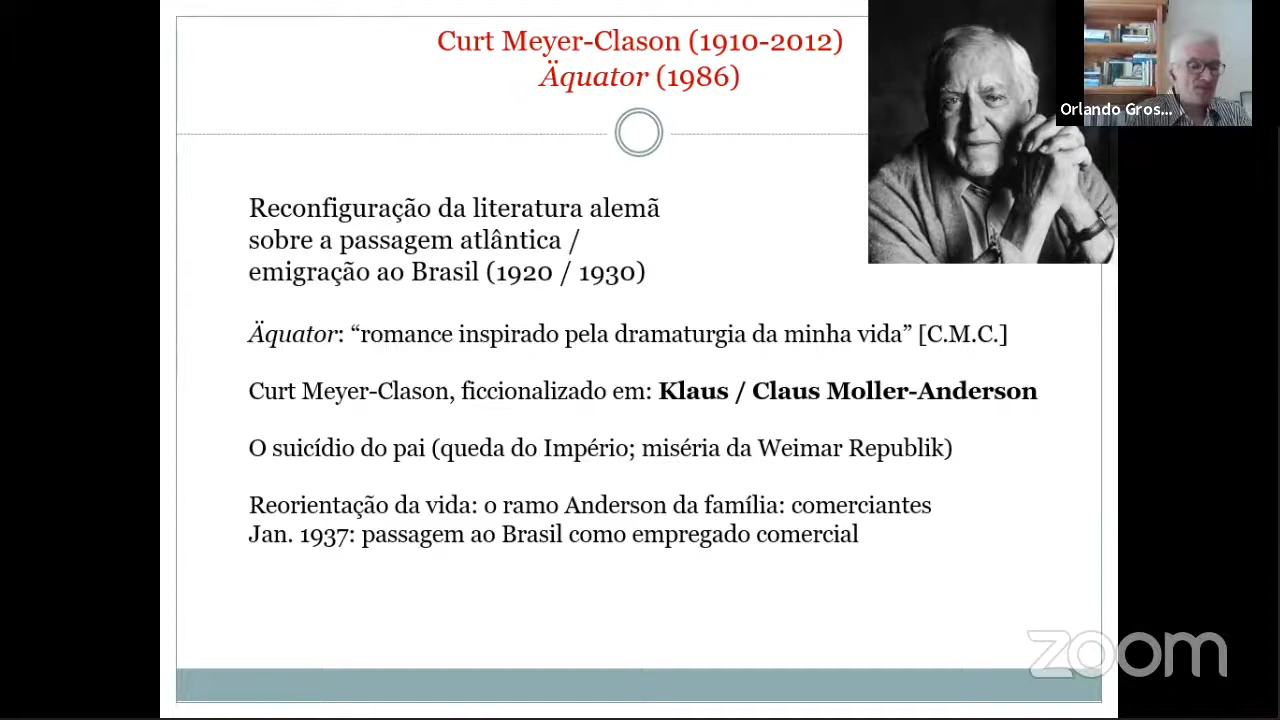 Curt Meyer-Clason (1910-2012)
Äquator (1986)
Orlando Gros...
Reconfiguração da literatura alemã
sobre a passagem atlântica /
emigração ao Brasil (1920 / 1930)
Äquator: “romance inspirado pela dramaturgia da minha vida” [C.M.C.]
Curt Meyer-Clason, ficcionalizado em: Klaus / Claus Moller-Anderson
O suicídio do pai (queda do Império; miséria da Weimar Republik)
Reorientação da vida: o ramo Anderson da família: comerciantes
Jan. 1937: passagem ao Brasil como empregado comercial
zoom